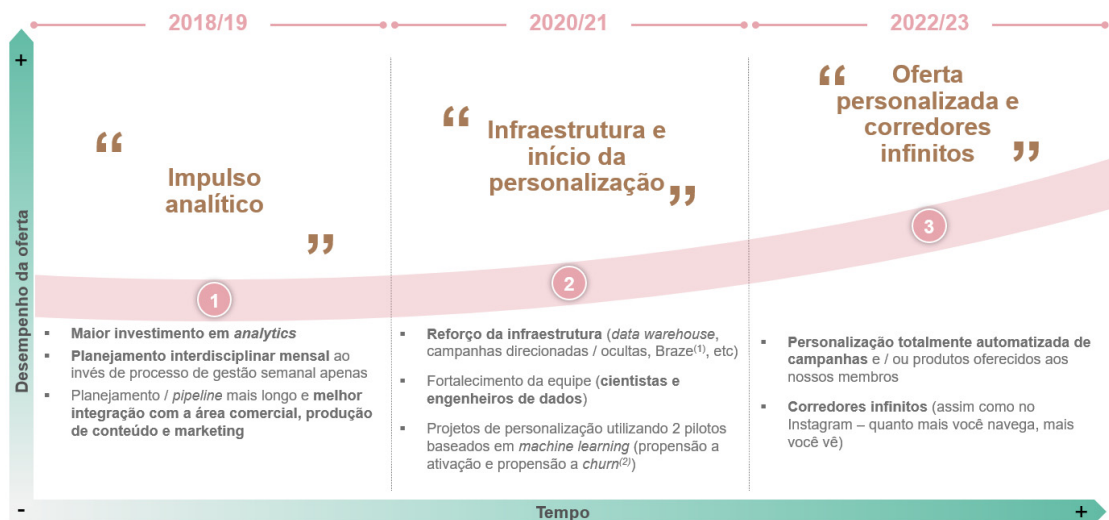 2018/19
2020/21
2022/23
+
Desempenho da oferta
-
“
Impulso
analítico
”
1
▪ Maior investimento em analytics
▪ Planejamento interdisciplinar mensal ao
invés de processo de gestão semanal apenas
▪ Planejamento / pipeline mais longo e melhor
integração com a área comercial, produção
de conteúdo e marketing
“
Infraestrutura e
início da
personalização
”
2
▪ Reforço da infraestrutura (data warehouse,
campanhas direcionadas / ocultas, Braze(1), etc)
▪ Fortalecimento da equipe (cientistas e
engenheiros de dados)
▪ Projetos de personalização utilizando 2 pilotos
baseados em machine learning (propensão a
ativação e propensão a churn(2))
“
Oferta
personalizada e
corredores
infinitos
”
3
▪ Personalização totalmente automatizada de
campanhas e / ou produtos oferecidos aos
nossos membros
▪ Corredores infinitos (assim como no
Instagram – quanto mais você navega, mais
você vê)
Tempo
+